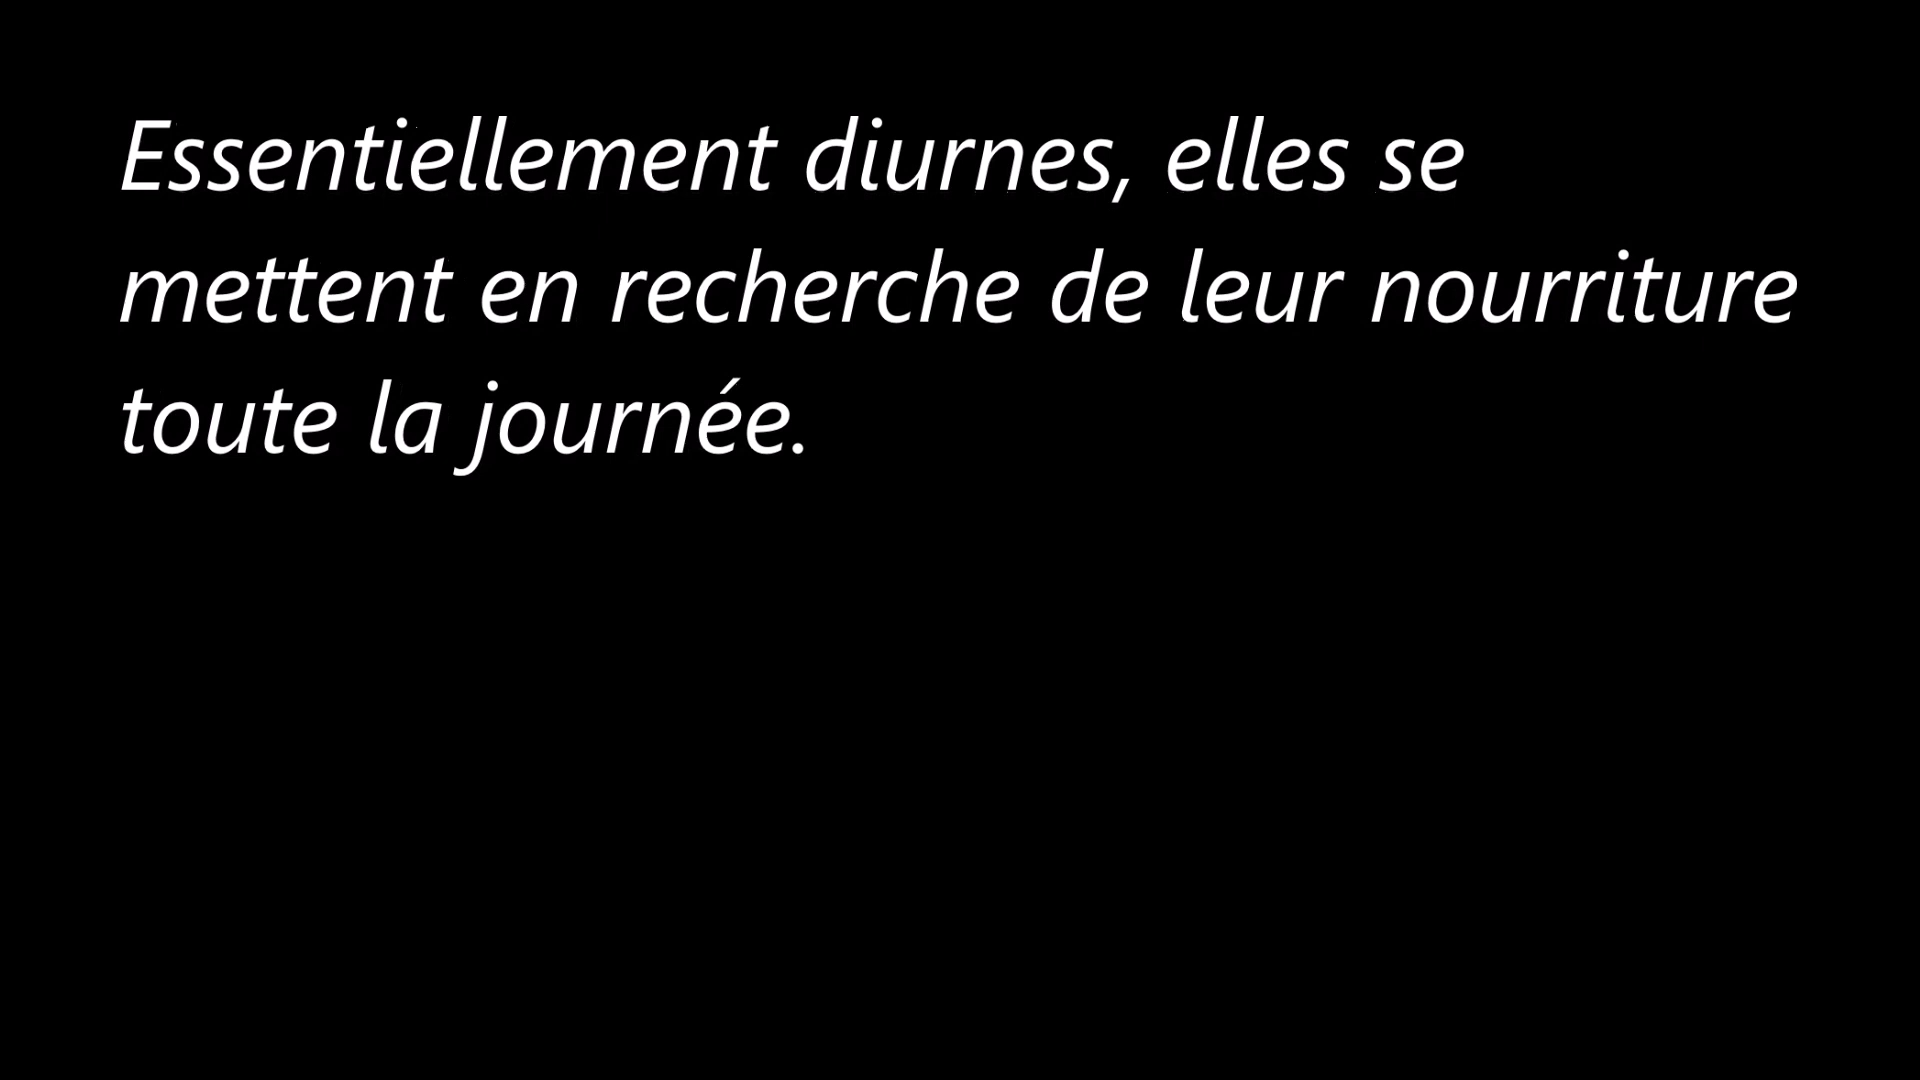 Essentiellement diurnes, elles se
mettent en recherche de leur nourriture
toute la journée.